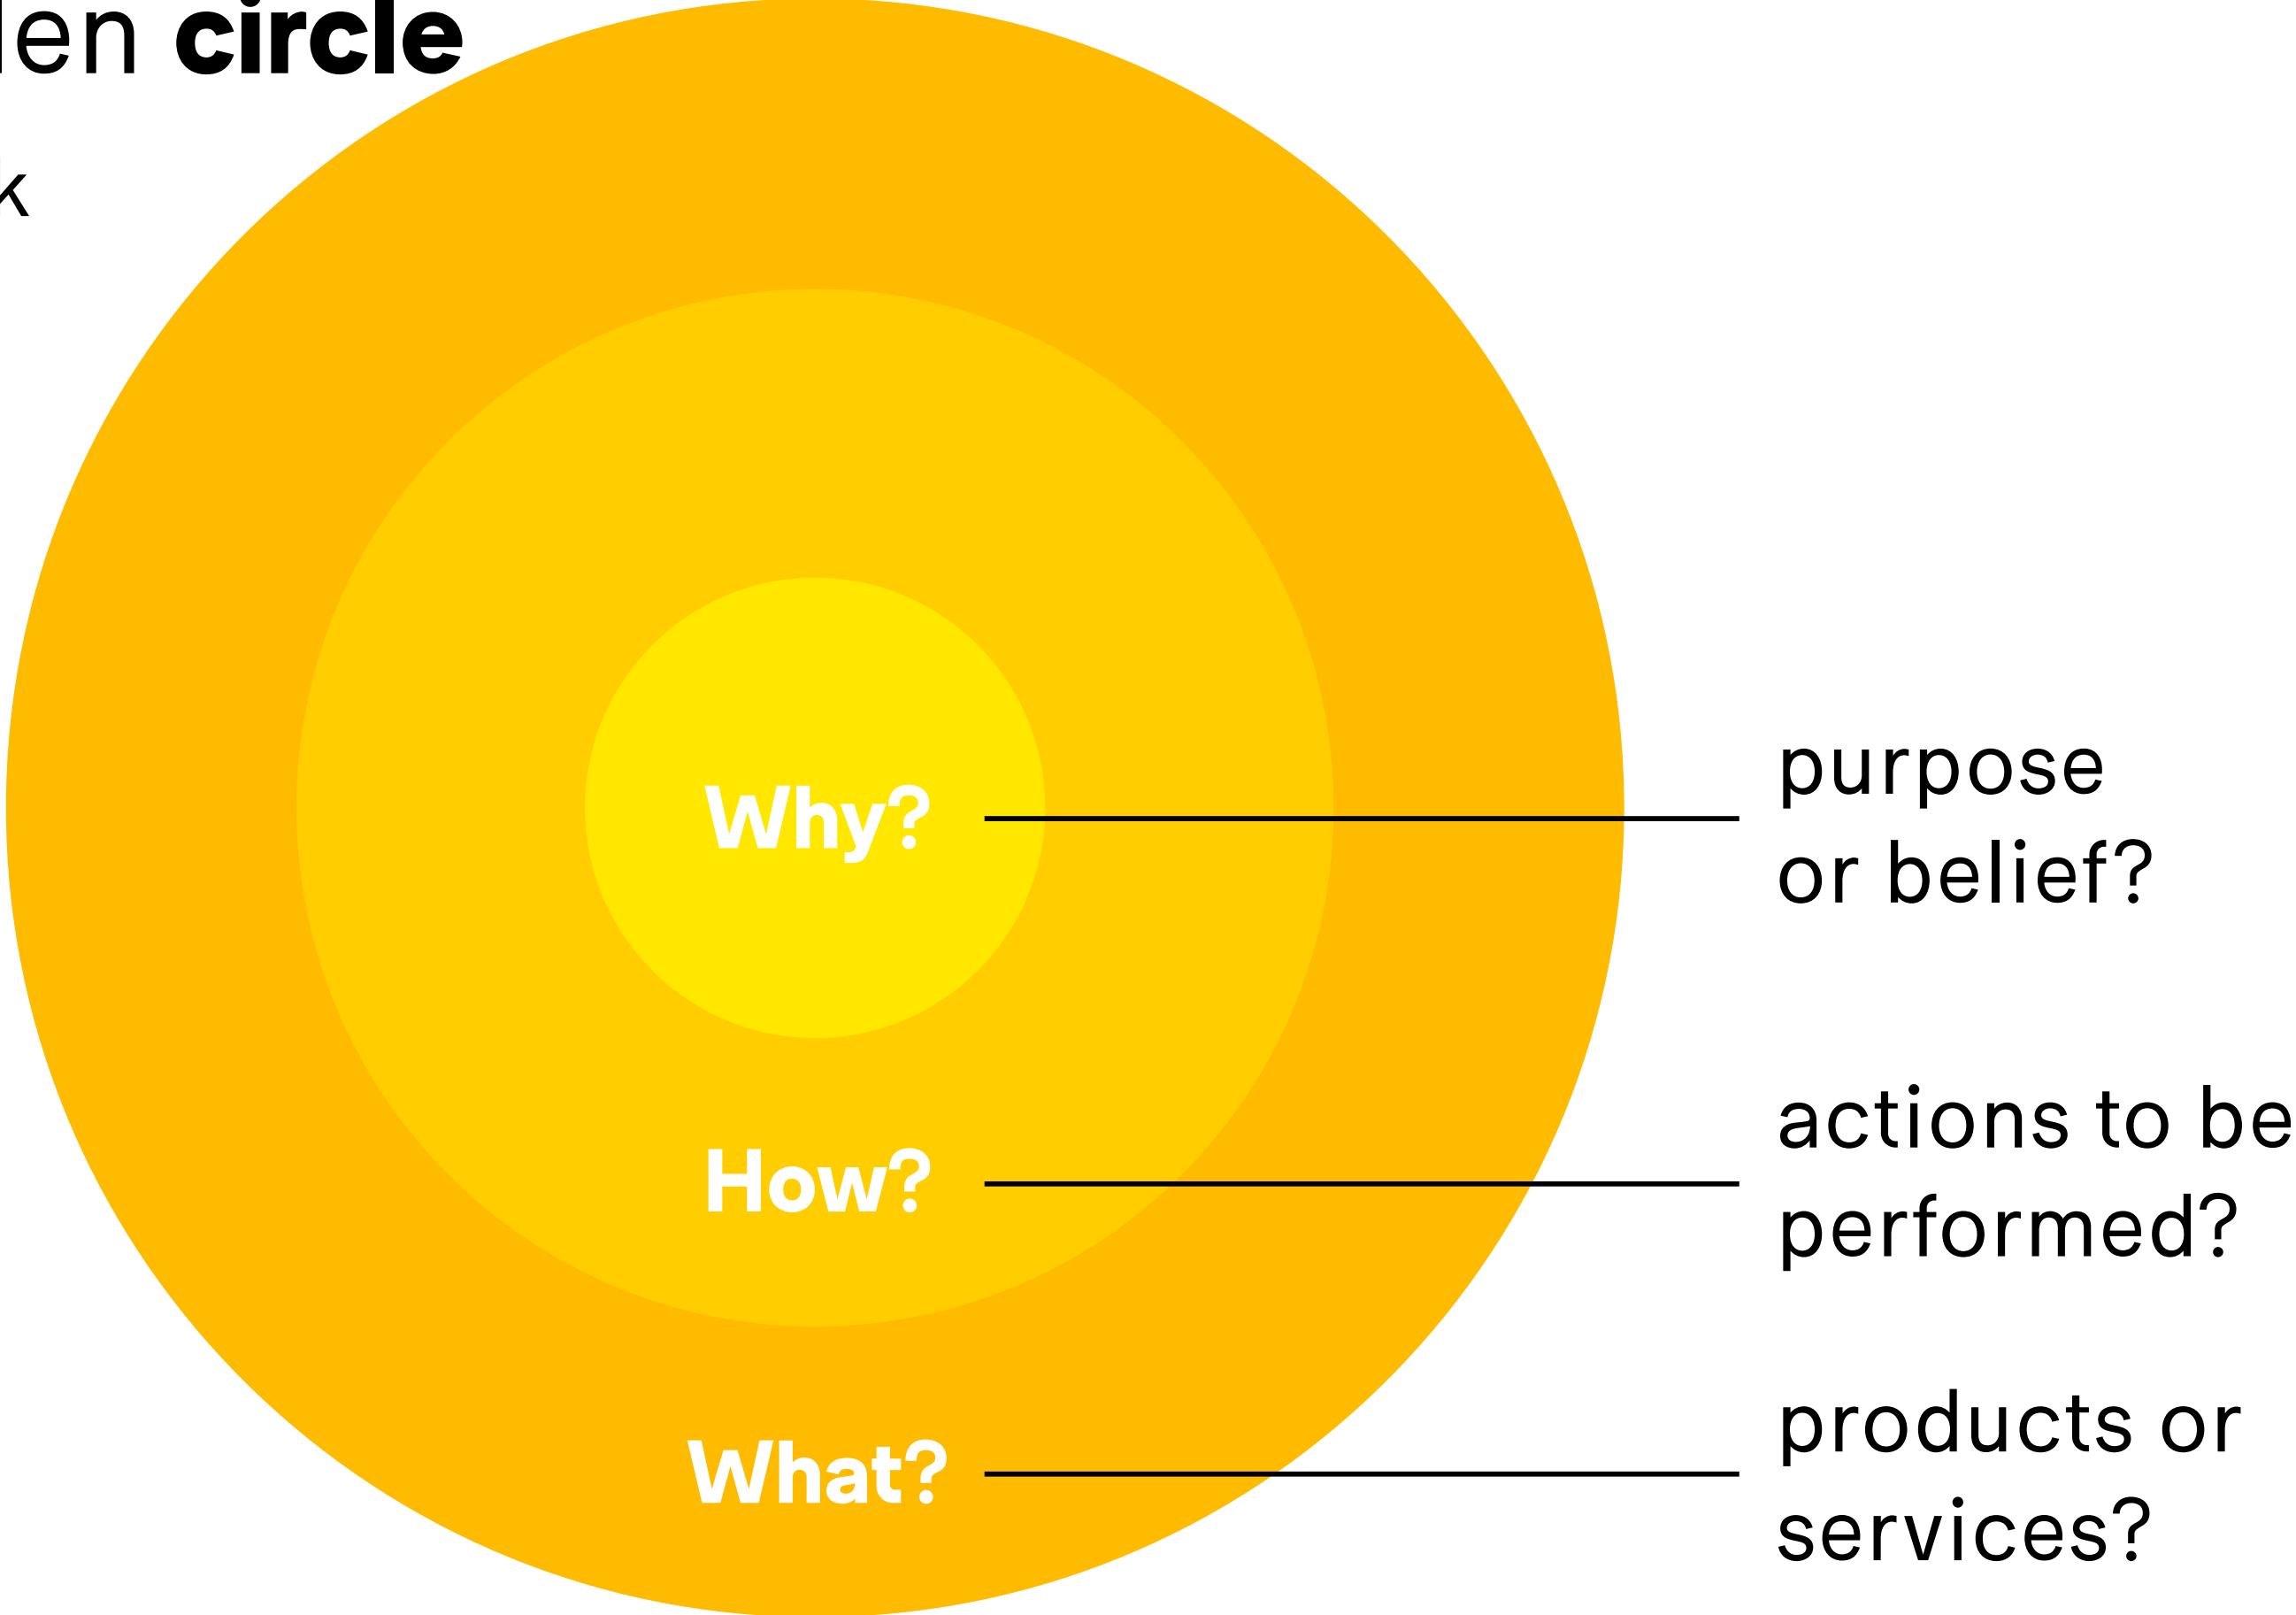 len circle
k
Why?
purpose
or belief?
How?
actions to be
performed?
What?
products or
services?